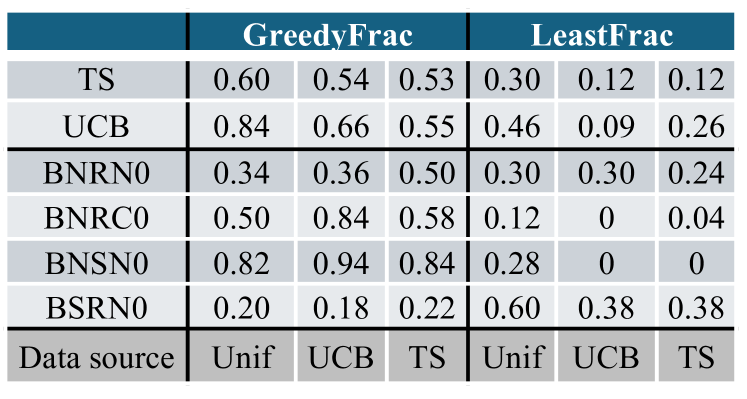 GreedyFrac LeastFrac
TS 0.60 0.54 0.53 0.30 0.12 0.12
UCB 0.84 0.66 0.55 0.46 0.09 0.26
BNRN0 0.34 0.36 0.50 0.30 0.30 0.24
BNRC0 0.50 0.84 0.58 0.12 0 0.04
BNSN0 0.82 0.94 0.84 0.28 0 0
BSRN0 0.20 0.18 0.22 0.60 0.38 0.38
Data source Unif UCB TS Unif UCB TS